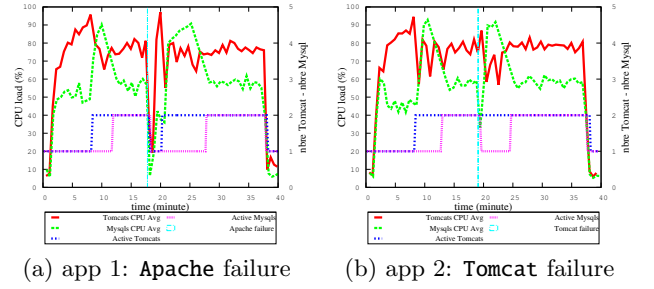 100
90
80
70
60
50
40
30
20
10
0
CPU load (%)
5
4
3
2
1
0
nbre Tomcat - nbre Mysql
0 5 10 15 20 25 30 35 40
time (minute)
Tomcats CPU Avg
Mysqls CPU Avg
Active Tomcats
Active Mysqls
Apache failure
(a) app 1: Apache failure
100
90
80
70
60
50
40
30
20
10
0
CPU load (%)
5
4
3
2
1
0
nbre Tomcat - nbre Mysql
0 5 10 15 20 25 30 35 40
time (minute)
Tomcats CPU Avg
Mysqls CPU Avg
Active Tomcats
Active Mysqls
Tomcat failure
(b) app 2: Tomcat failure